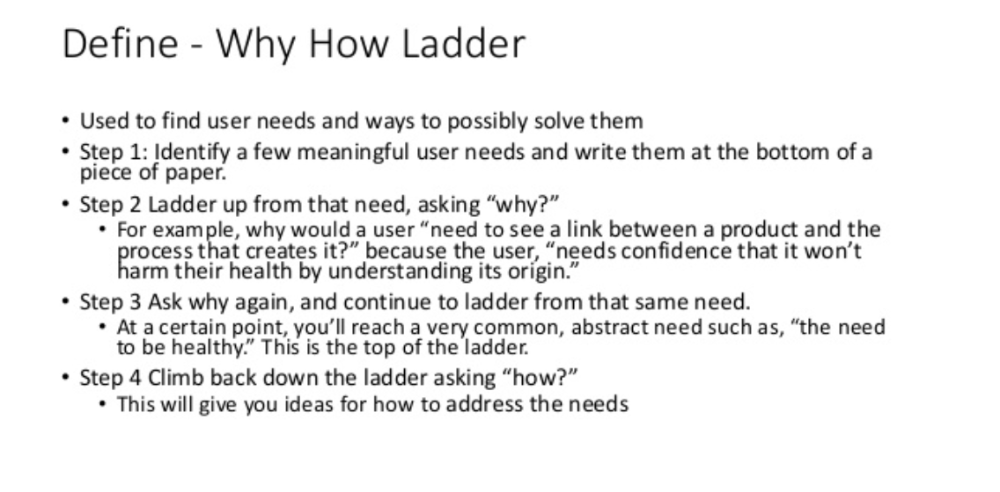 Define - Why How Ladder
• Used to find user needs and ways to possibly solve them
• Step 1: Identify a few meaningful user needs and write them at the bottom of a
piece of paper.
• Step 2 Ladder up from that need, asking “why?”
• For example, why would a user “need to see a link between a product and the
process that creates it?” because the user, “needs confidence that it won’t
harm their health by understanding its origin.”
• Step 3 Ask why again, and continue to ladder from that same need.
• At a certain point, you’ll reach a very common, abstract need such as, “the need
to be healthy.” This is the top of the ladder.
• Step 4 Climb back down the ladder asking “how?”
• This will give you ideas for how to address the needs